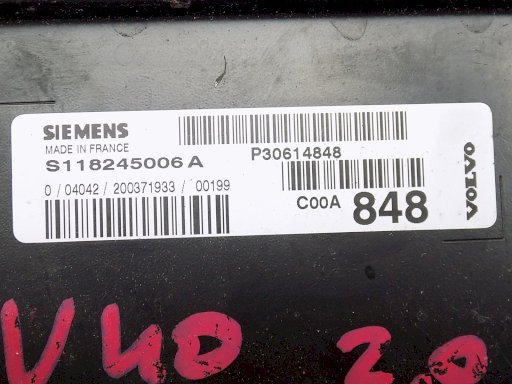 SIEMENS
MADE IN FRANCE
S118245006 A
P30614848
0 / 04042 / 200371933 / 00199
C00A 848
VOLVO
V40 2.0